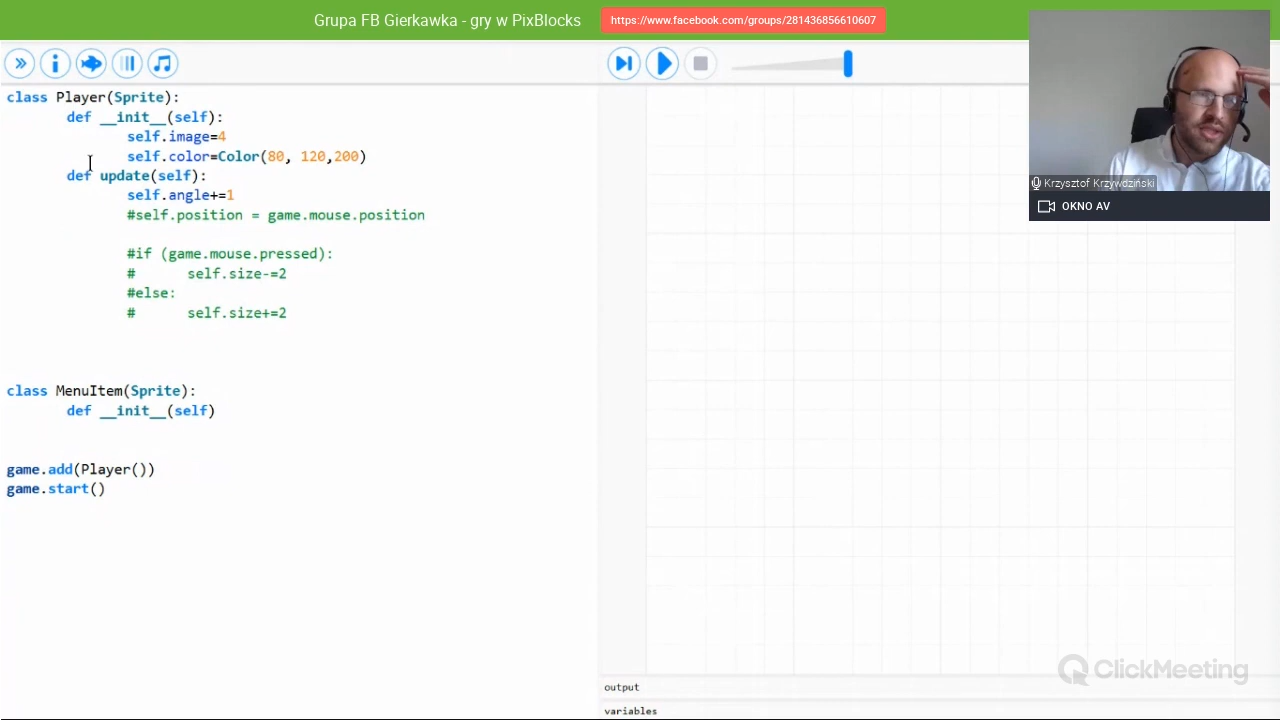 Grupa FB Gierkawka - gry w PixBlocks
https://www.facebook.com/groups/281436856610607
class Player(Sprite):
def __init__(self):
self.image=4
self.color=Color(80, 120,200)
def update(self):
self.angle+=1
#self.position = game.mouse.position
#if (game.mouse.pressed):
# self.size-=2
#else:
# self.size+=2
class MenuItem(Sprite):
def __init__(self)
game.add(Player())
game.start()
Krzysztof Krzywdziński
OKNO AV
ClickMeeting
output
variables